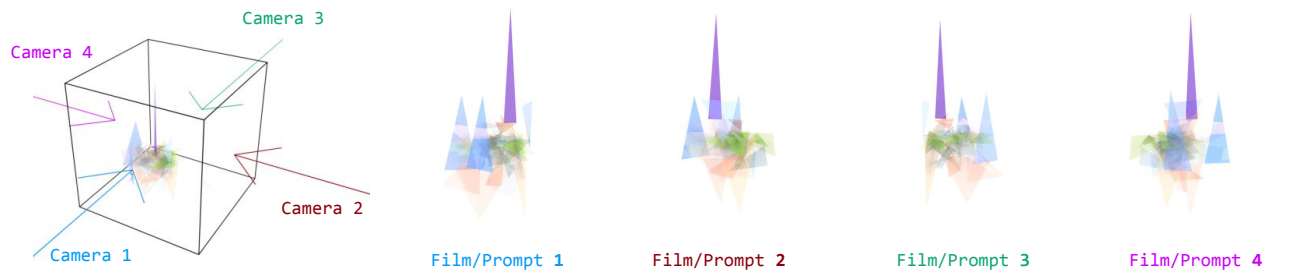 Camera 3
Camera 4
Camera 2
Camera 1
Film/Prompt 1
Film/Prompt 2
Film/Prompt 3
Film/Prompt 4